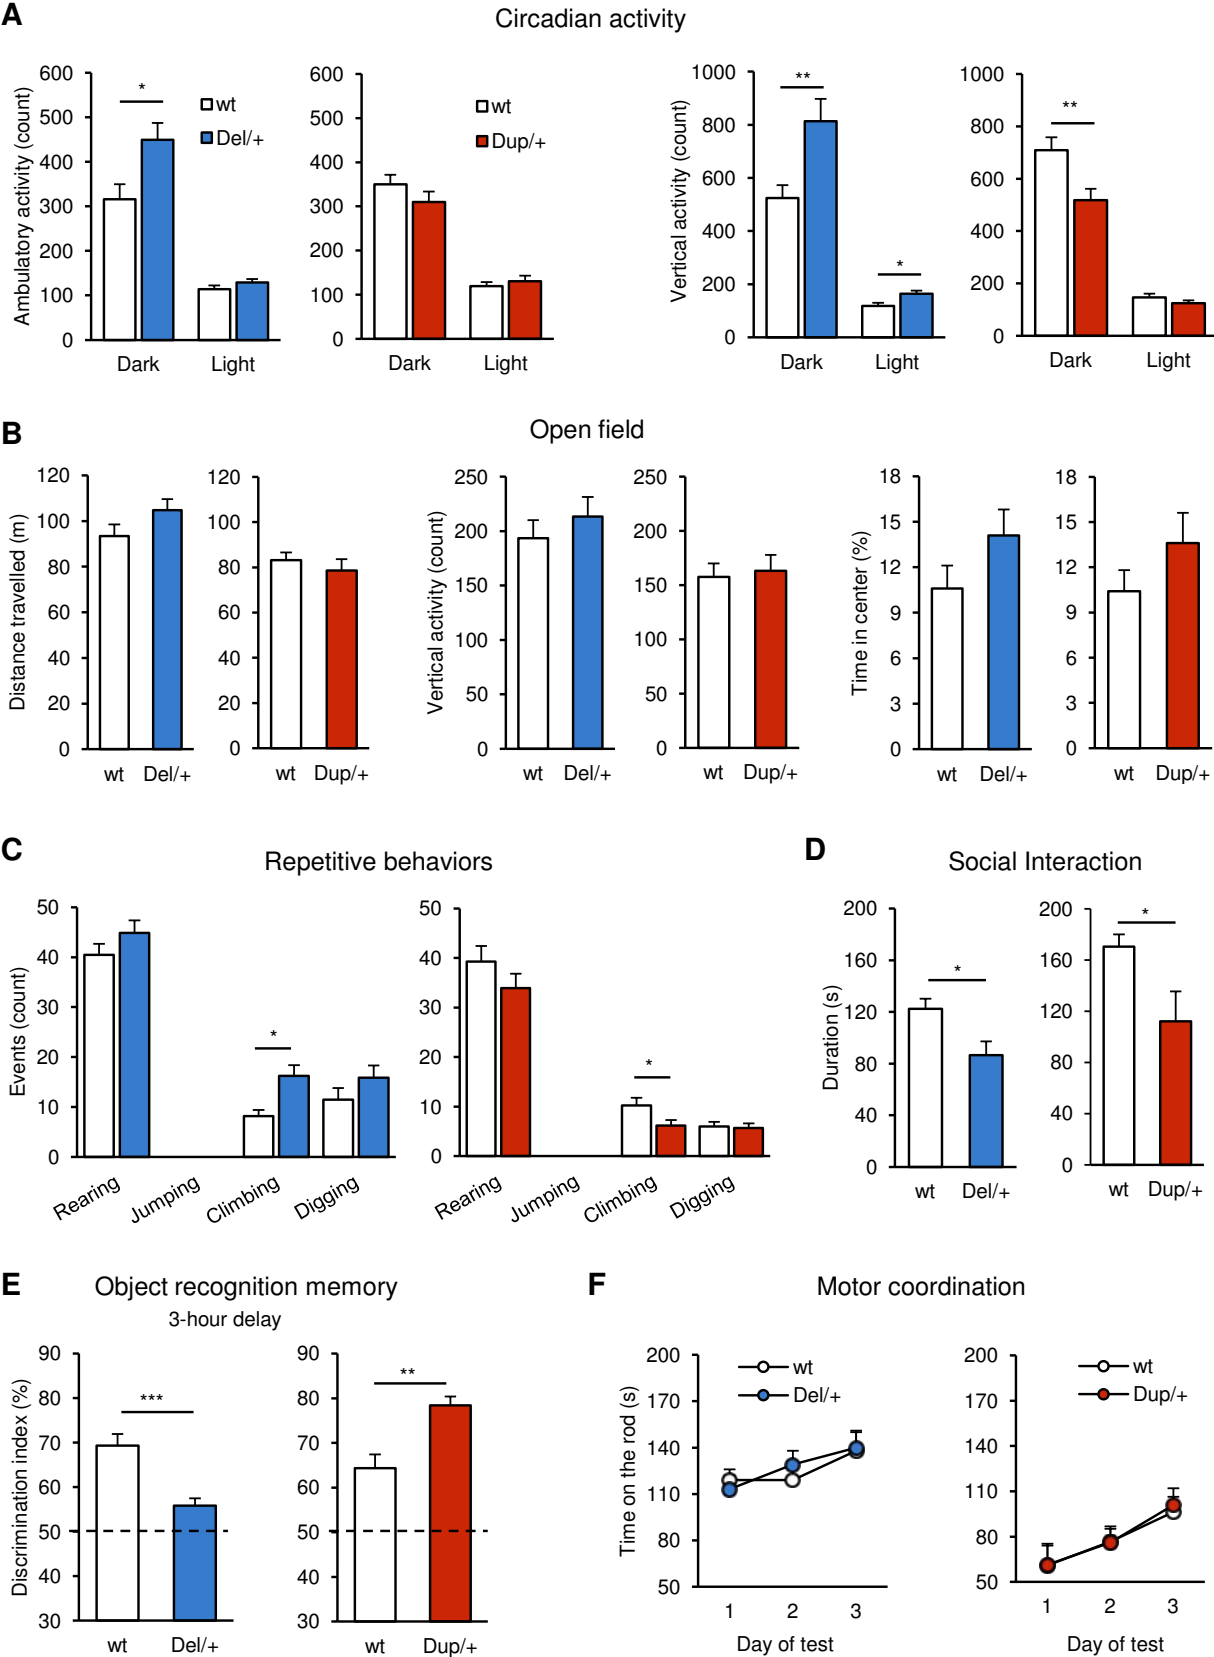 A
Circadian activity
Ambulatory activity (count)
600
500
400
300
200
100
0
*
wt
Del/+
Dark
Light
600
500
400
300
200
100
0
wt
Dup/+
Dark
Light
Vertical activity (count)
1000
800
600
400
200
0
**
*
Dark
Light
1000
800
600
400
200
0
**
Dark
Light
B
Open field
Distance travelled (m)
120
100
80
60
40
20
0
wt Del/+
120
100
80
60
40
20
0
wt Dup/+
Vertical activity (count)
250
200
150
100
50
0
wt Del/+
250
200
150
100
50
0
wt Dup/+
Time in center (%)
18
15
12
9
6
3
0
wt Del/+
18
15
12
9
6
3
0
wt Dup/+
C
Repetitive behaviors
Events (count)
50
40
30
20
10
0
*
Rearing
Jumping
Climbing
Digging
50
40
30
20
10
0
*
Rearing
Jumping
Climbing
Digging
D
Social Interaction
Duration (s)
200
160
120
80
40
0
*
wt Del/+
200
160
120
80
40
0
*
wt Dup/+
E
Object recognition memory
3-hour delay
Discrimination index (%)
90
80
70
60
50
40
30
***
wt Del/+
90
80
70
60
50
40
30
**
wt Dup/+
F
Motor coordination
Time on the rod (s)
200
170
140
110
80
50
wt
Del/+
1 2 3
Day of test
200
170
140
110
80
50
wt
Dup/+
1 2 3
Day of test